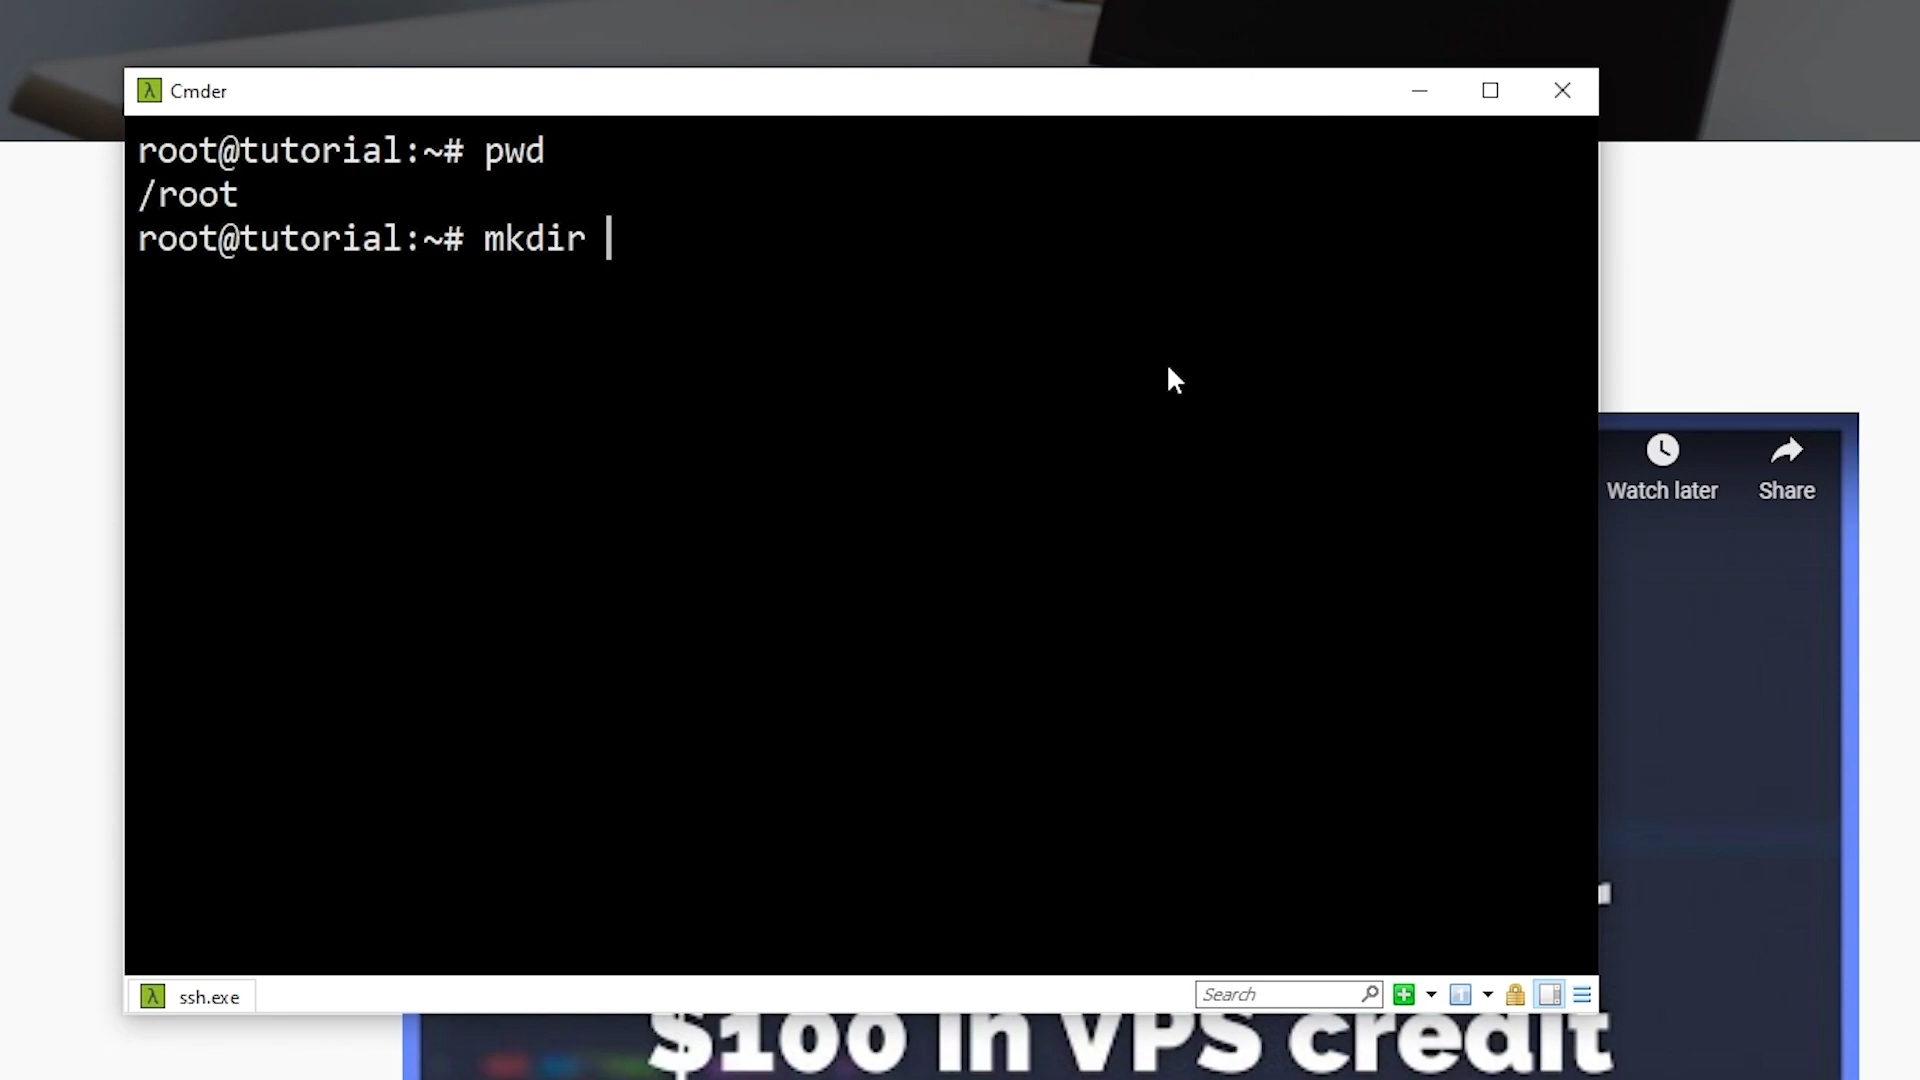 Cmder
root@tutorial:~# pwd
/root
root@tutorial:~# mkdir
Watch later
Share
ssh.exe
Search
$100 in VPS credit